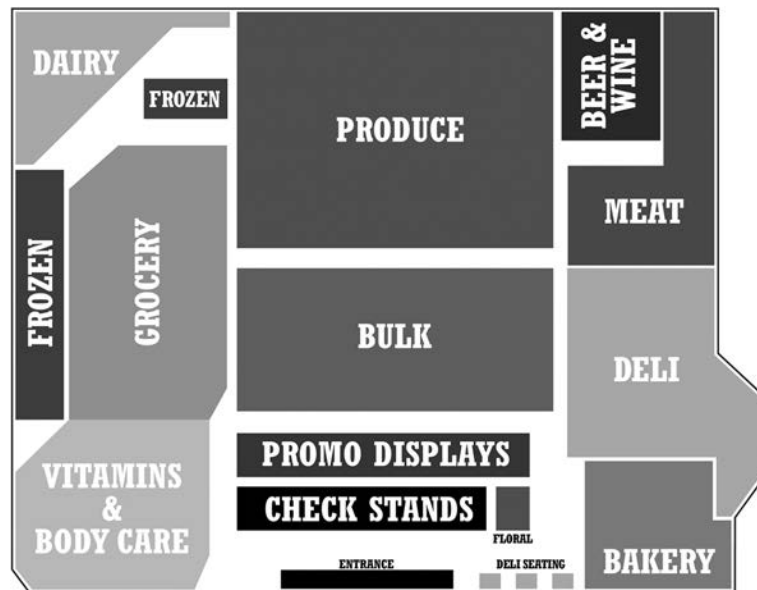 DAIRY
FROZEN
PRODUCE
BEER &
WINE
MEAT
FROZEN
GROCERY
BULK
DELI
PROMO DISPLAYS
VITAMINS
&
BODY CARE
CHECK STANDS
FLORAL
ENTRANCE
DELI SEATING
BAKERY